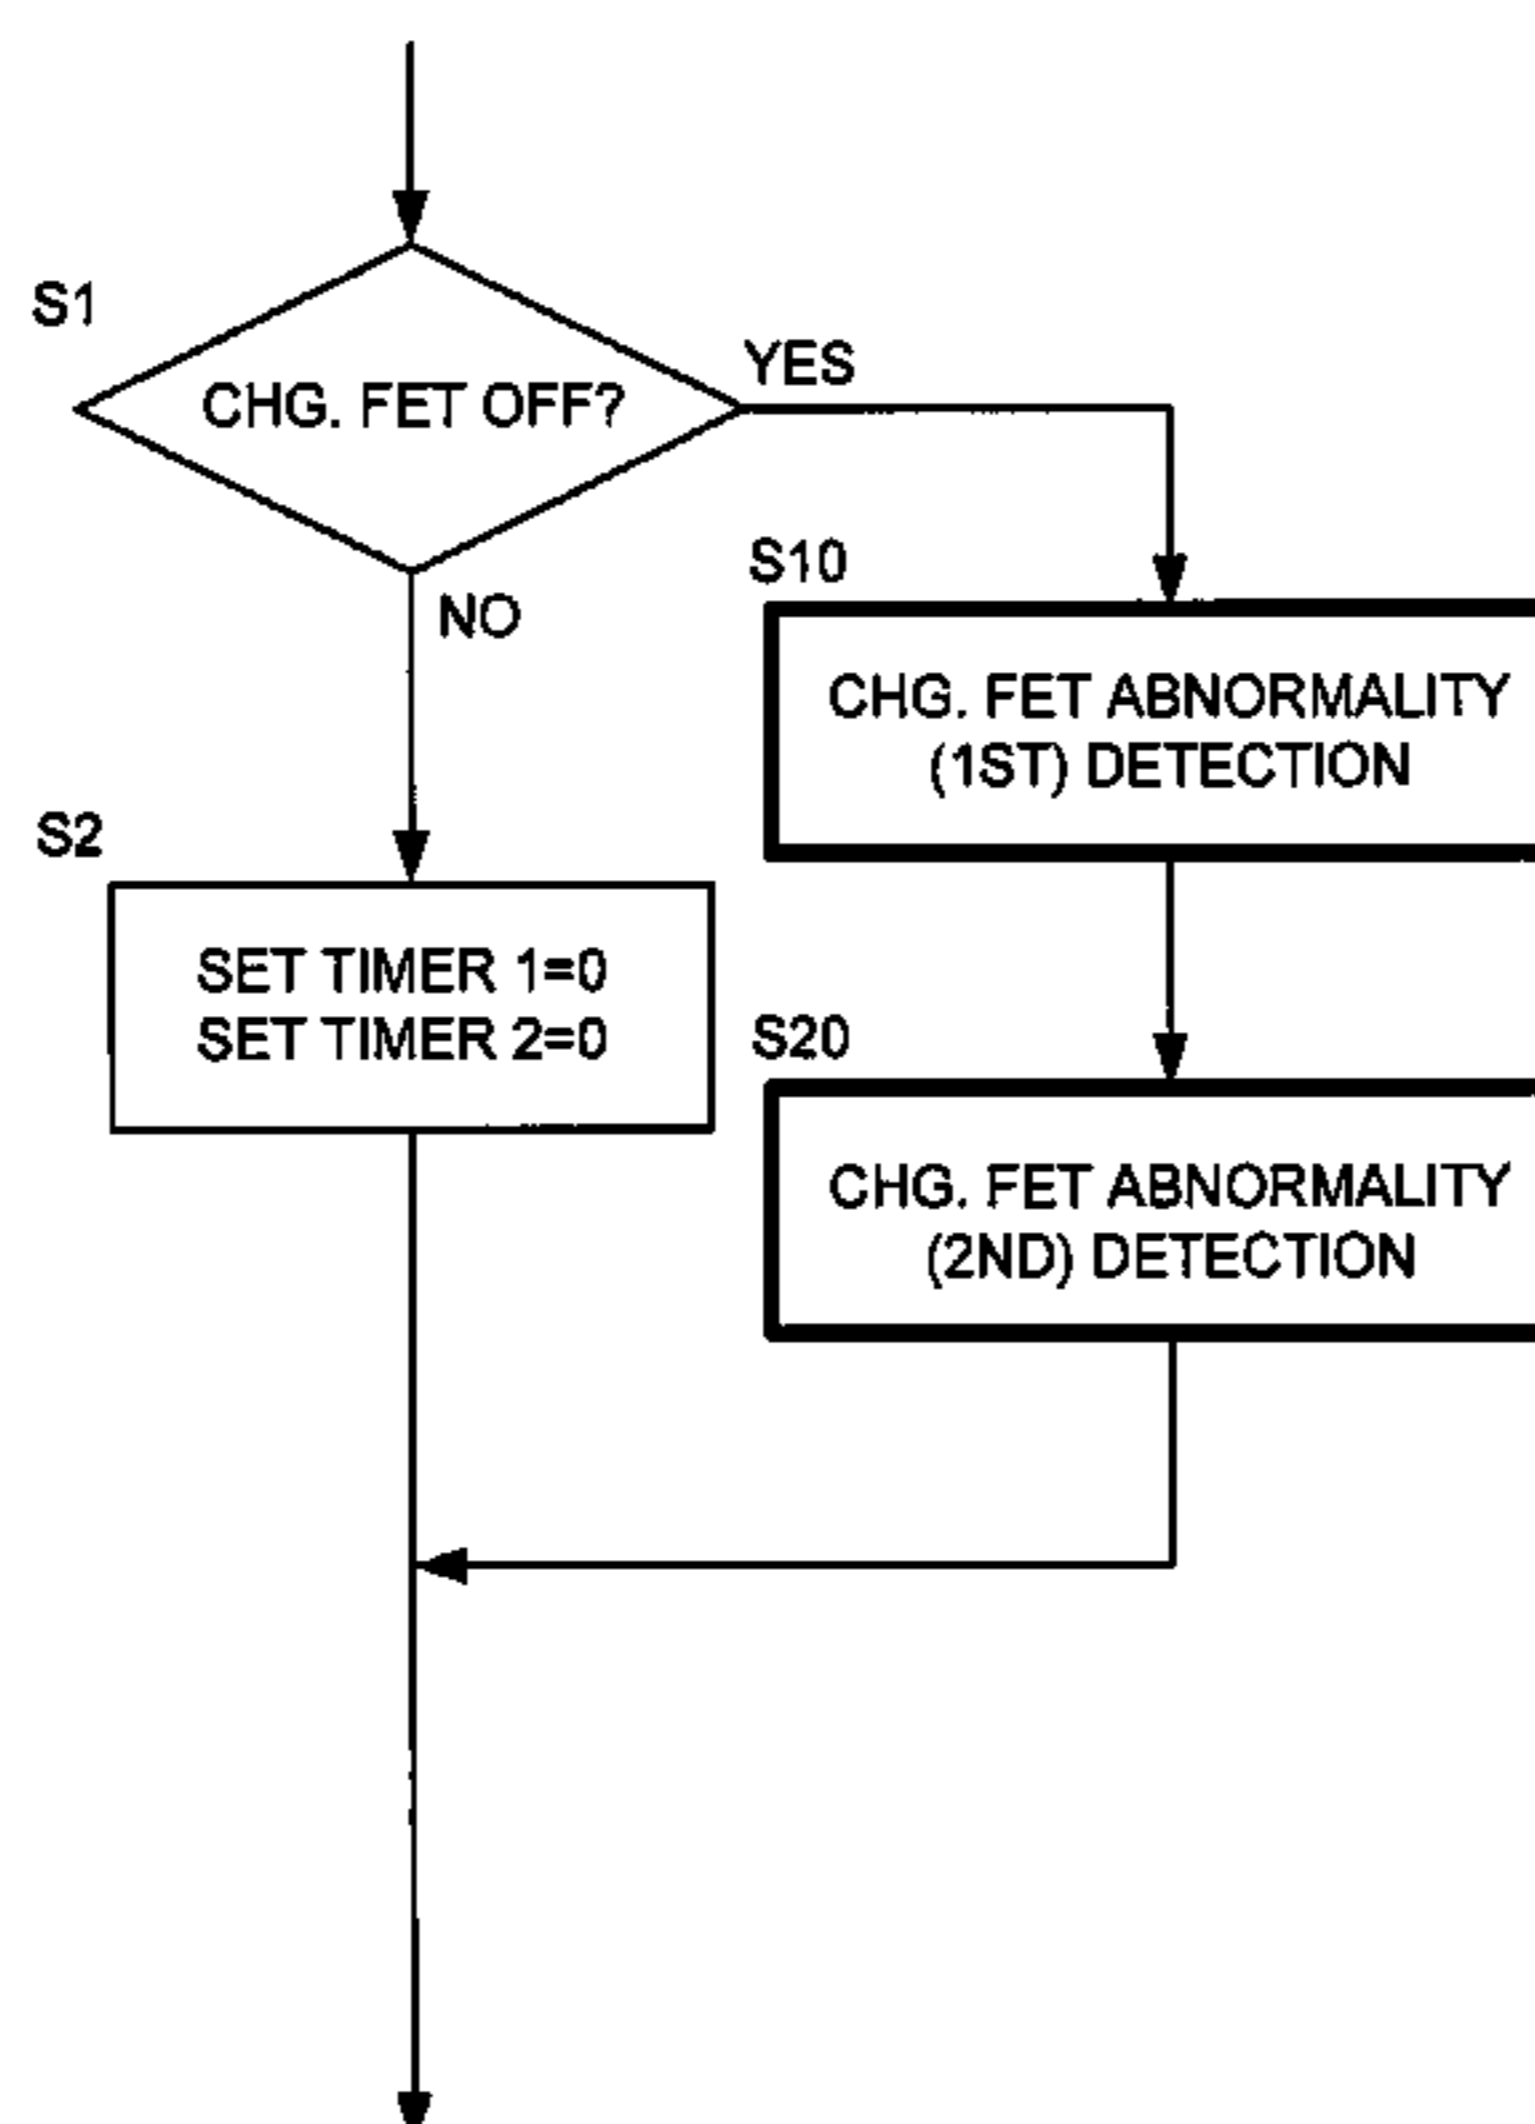 S1
CHG. FET OFF?
YES
NO
S10
CHG. FET ABNORMALITY
(1ST) DETECTION
S2
SET TIMER 1=0
SET TIMER 2=0
S20
CHG. FET ABNORMALITY
(2ND) DETECTION